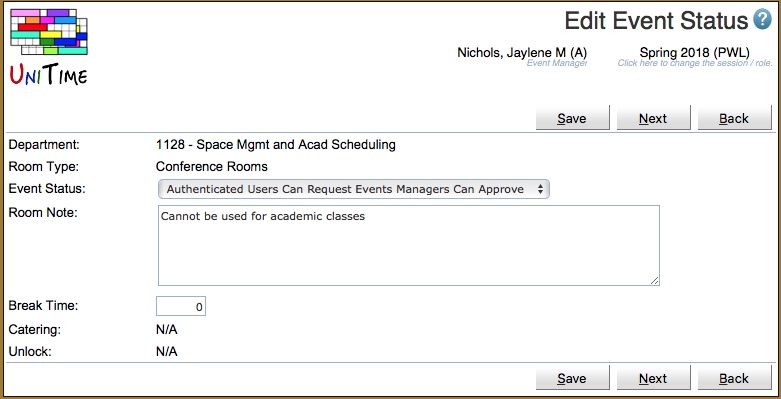 Edit Event Status ?
UNITIME
Nichols, Jaylene M (A) Spring 2018 (PWL)
Event Manager Click here to change the session / role.
Save Next Back
Department: 1128 - Space Mgmt and Acad Scheduling
Room Type: Conference Rooms
Event Status: Authenticated Users Can Request Events Managers Can Approve
Room Note: Cannot be used for academic classes
Break Time: 0
Catering: N/A
Unlock: N/A
Save Next Back